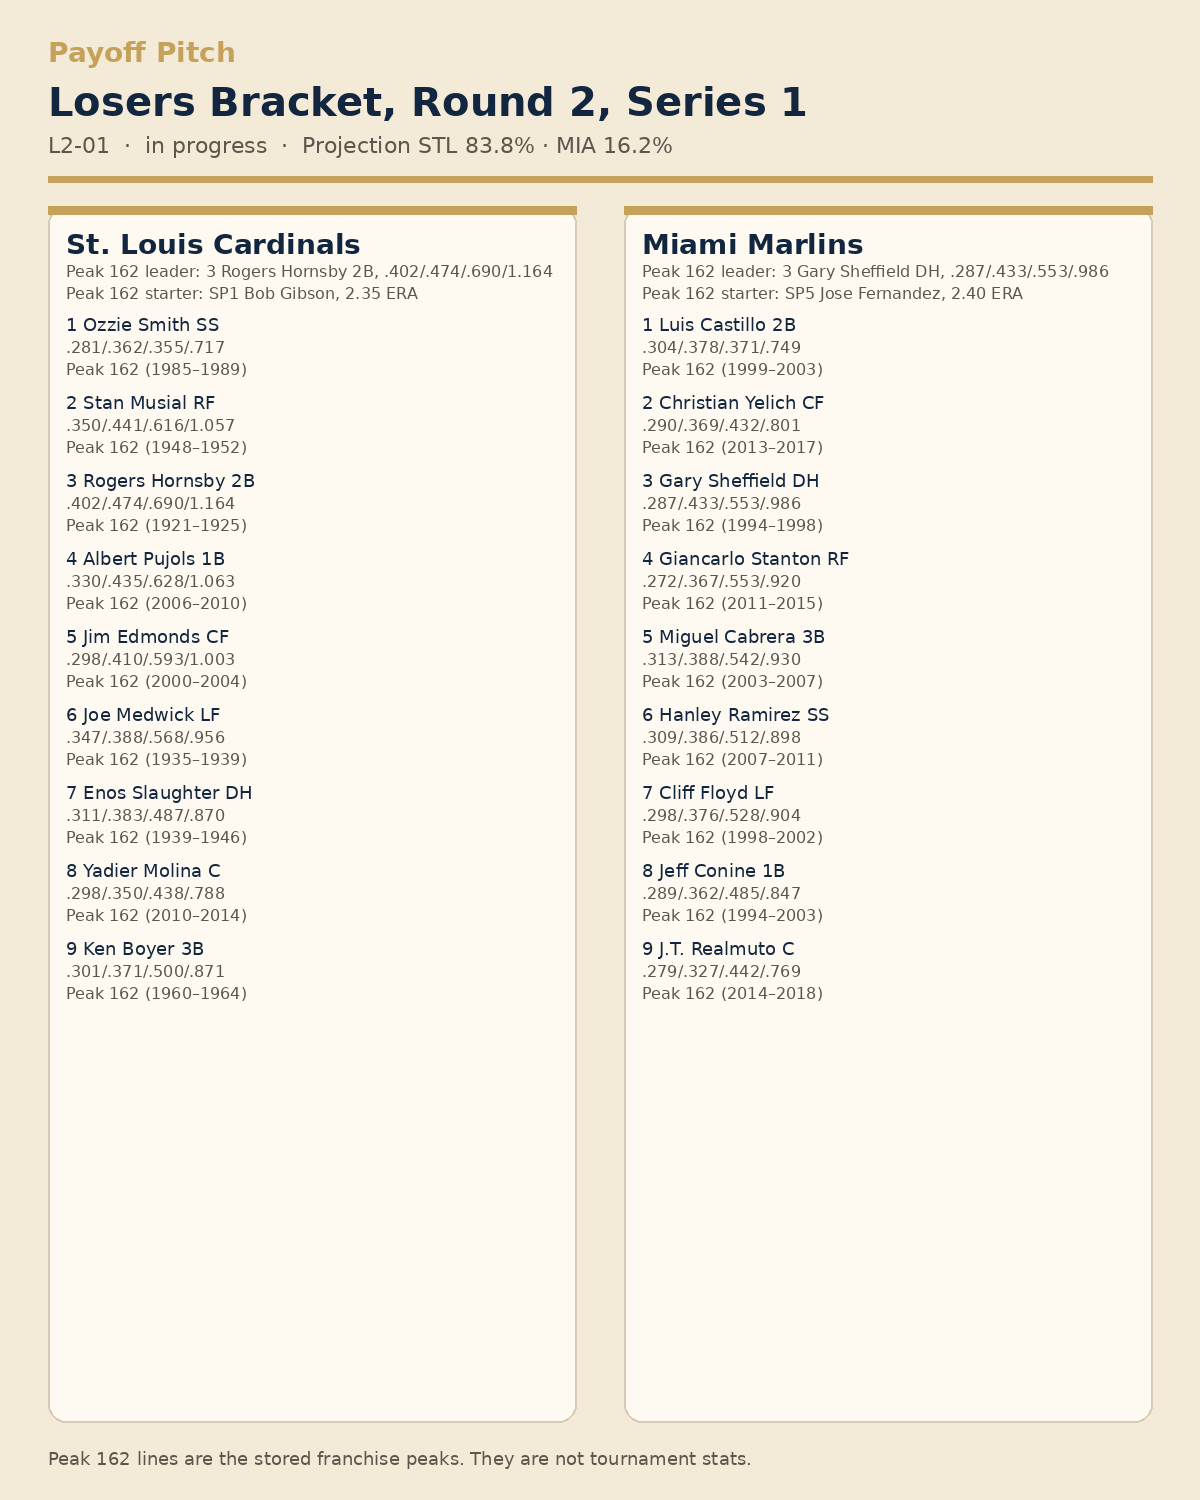 Payoff Pitch
Losers Bracket, Round 2, Series 1
L2-01 · in progress · Projection STL 83.8% · MIA 16.2%
St. Louis Cardinals
Peak 162 leader: 3 Rogers Hornsby 2B, .402/.474/.690/1.164
Peak 162 starter: SP1 Bob Gibson, 2.35 ERA
1 Ozzie Smith SS
.281/.362/.355/.717
Peak 162 (1985–1989)
2 Stan Musial RF
.350/.441/.616/1.057
Peak 162 (1948–1952)
3 Rogers Hornsby 2B
.402/.474/.690/1.164
Peak 162 (1921–1925)
4 Albert Pujols 1B
.330/.435/.628/1.063
Peak 162 (2006–2010)
5 Jim Edmonds CF
.298/.410/.593/1.003
Peak 162 (2000–2004)
6 Joe Medwick LF
.347/.388/.568/.956
Peak 162 (1935–1939)
7 Enos Slaughter DH
.311/.383/.487/.870
Peak 162 (1939–1946)
8 Yadier Molina C
.298/.350/.438/.788
Peak 162 (2010–2014)
9 Ken Boyer 3B
.301/.371/.500/.871
Peak 162 (1960–1964)
Miami Marlins
Peak 162 leader: 3 Gary Sheffield DH, .287/.433/.553/.986
Peak 162 starter: SP5 Jose Fernandez, 2.40 ERA
1 Luis Castillo 2B
.304/.378/.371/.749
Peak 162 (1999–2003)
2 Christian Yelich CF
.290/.369/.432/.801
Peak 162 (2013–2017)
3 Gary Sheffield DH
.287/.433/.553/.986
Peak 162 (1994–1998)
4 Giancarlo Stanton RF
.272/.367/.553/.920
Peak 162 (2011–2015)
5 Miguel Cabrera 3B
.313/.388/.542/.930
Peak 162 (2003–2007)
6 Hanley Ramirez SS
.309/.386/.512/.898
Peak 162 (2007–2011)
7 Cliff Floyd LF
.298/.376/.528/.904
Peak 162 (1998–2002)
8 Jeff Conine 1B
.289/.362/.485/.847
Peak 162 (1994–2003)
9 J.T. Realmuto C
.279/.327/.442/.769
Peak 162 (2014–2018)
Peak 162 lines are the stored franchise peaks. They are not tournament stats.